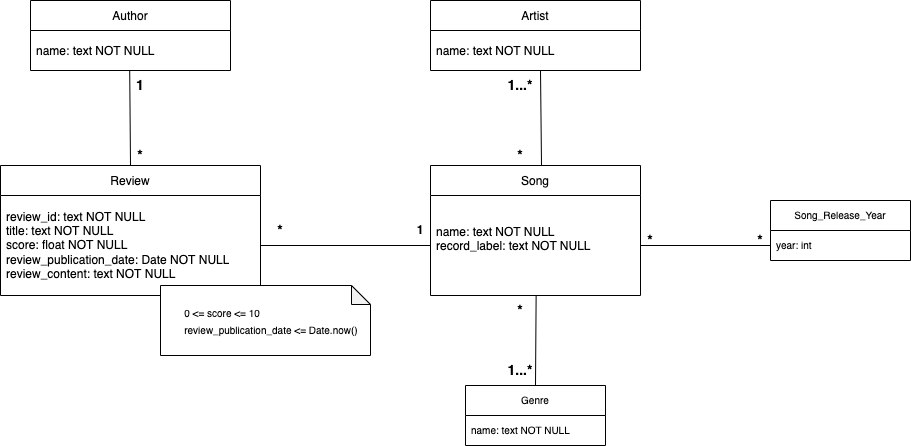 Author
name: text NOT NULL
Artist
name: text NOT NULL
1
1...*
*
*
Review
review_id: text NOT NULL
title: text NOT NULL
score: float NOT NULL
review_publication_date: Date NOT NULL
review_content: text NOT NULL
0 <= score <= 10
review_publication_date <= Date.now()
*
1
Song
name: text NOT NULL
record_label: text NOT NULL
*
*
Song_Release_Year
year: int
*
1...*
Genre
name: text NOT NULL